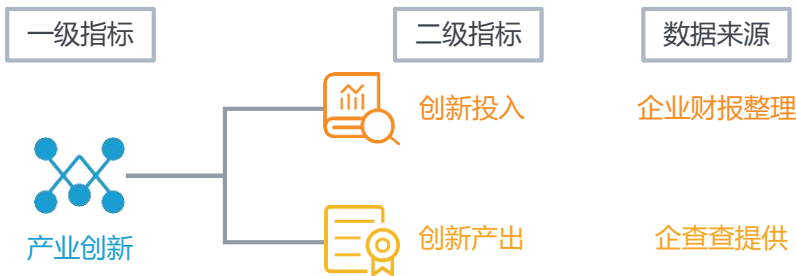 一级指标
二级指标
数据来源
创新投入
企业财报整理
产业创新
创新产出
企查查提供